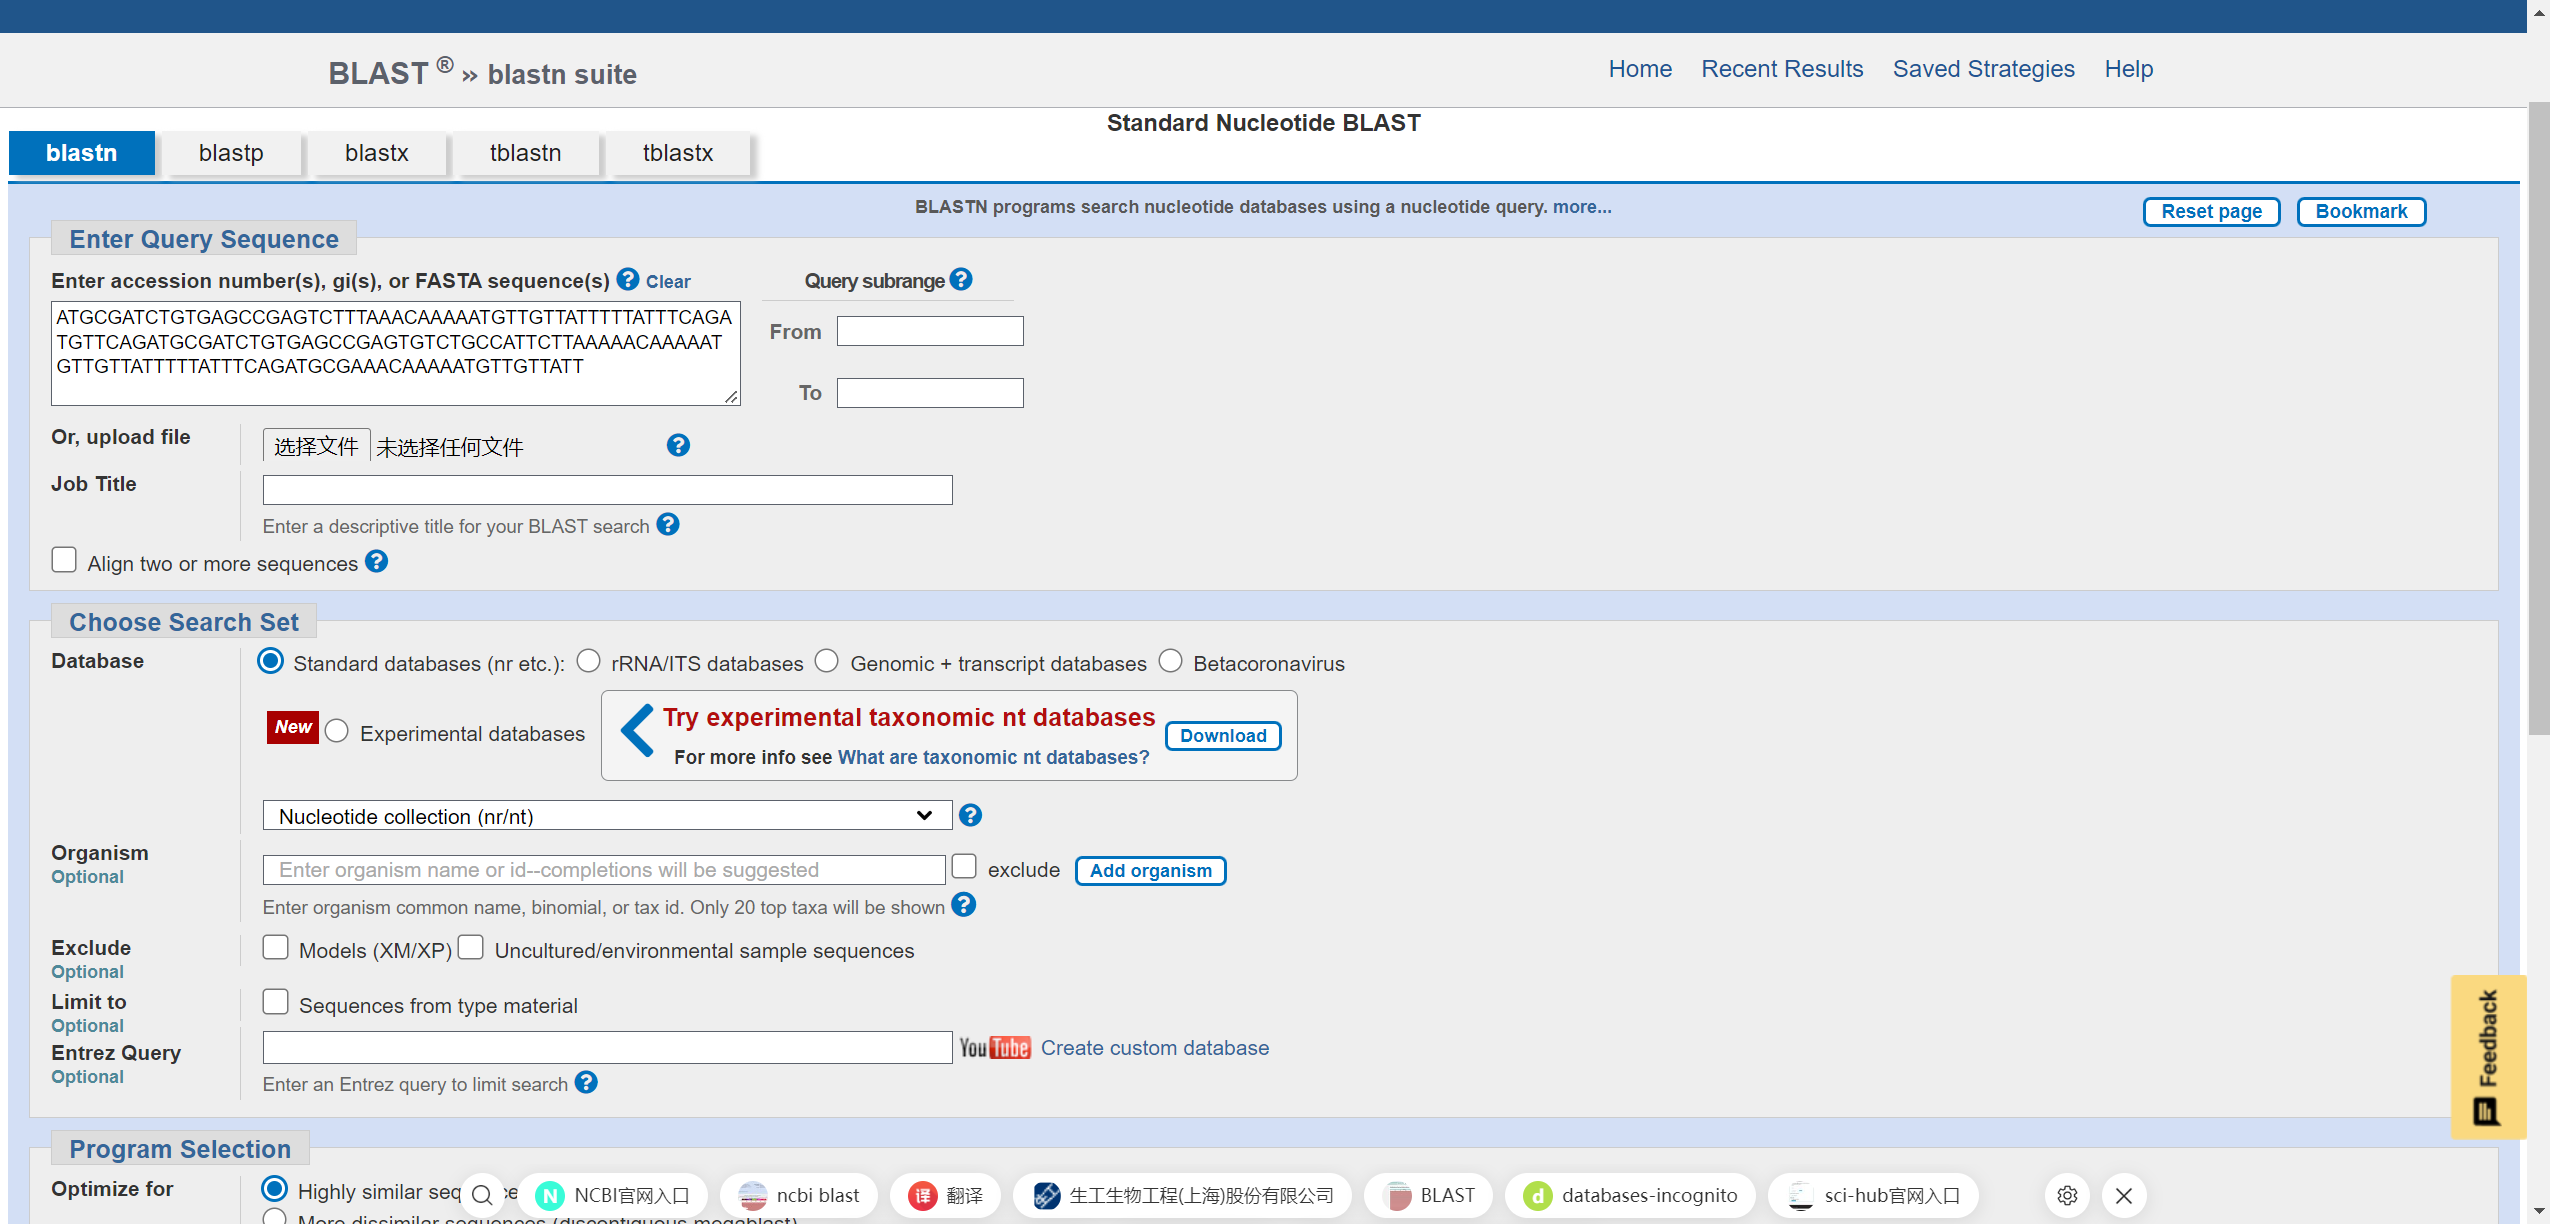 BLAST ® » blastn suite
Home Recent Results Saved Strategies Help
Standard Nucleotide BLAST
blastn blastp blastx tblastn tblastx
BLASTN programs search nucleotide databases using a nucleotide query. more...
Reset page Bookmark
Enter Query Sequence
Enter accession number(s), gi(s), or FASTA sequence(s) Clear
Query subrange
ATGCGATCTGTGAGCCGAGTCTTTAAACAAAAATGTTGTTATTTTTATTTCAGA
TGTTCAGATGCGATCTGTGAGCCGAGTGTCTGCCATTCTTAAAAACAAAAAT
GTTGTTATTTTTATTTCAGATGCGAAACAAAAATGTTGTTATT
From
To
Or, upload file 选择文件 未选择任何文件
Job Title
Enter a descriptive title for your BLAST search
Align two or more sequences
Choose Search Set
Database Standard databases (nr etc.): rRNA/ITS databases Genomic + transcript databases Betacoronavirus
New Experimental databases
Try experimental taxonomic nt databases
Download
For more info see What are taxonomic nt databases?
Nucleotide collection (nr/nt)
Organism
Optional
Enter organism name or id--completions will be suggested exclude Add organism
Enter organism common name, binomial, or tax id. Only 20 top taxa will be shown
Exclude
Optional
Models (XM/XP) Uncultured/environmental sample sequences
Limit to
Optional
Sequences from type material
Entrez Query
Optional
YouTube Create custom database
Enter an Entrez query to limit search
Feedback
Program Selection
Optimize for Highly similar seq
More dissimilar sequences (discontiguous megablast)
NCBI官网入口 ncbi blast 译 翻译 生工生物工程(上海)股份有限公司 BLAST d databases-incognito sci-hub官网入口